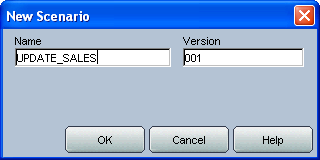 New Scenario
Name Version
UPDATE_SALES 001
OK Cancel Help